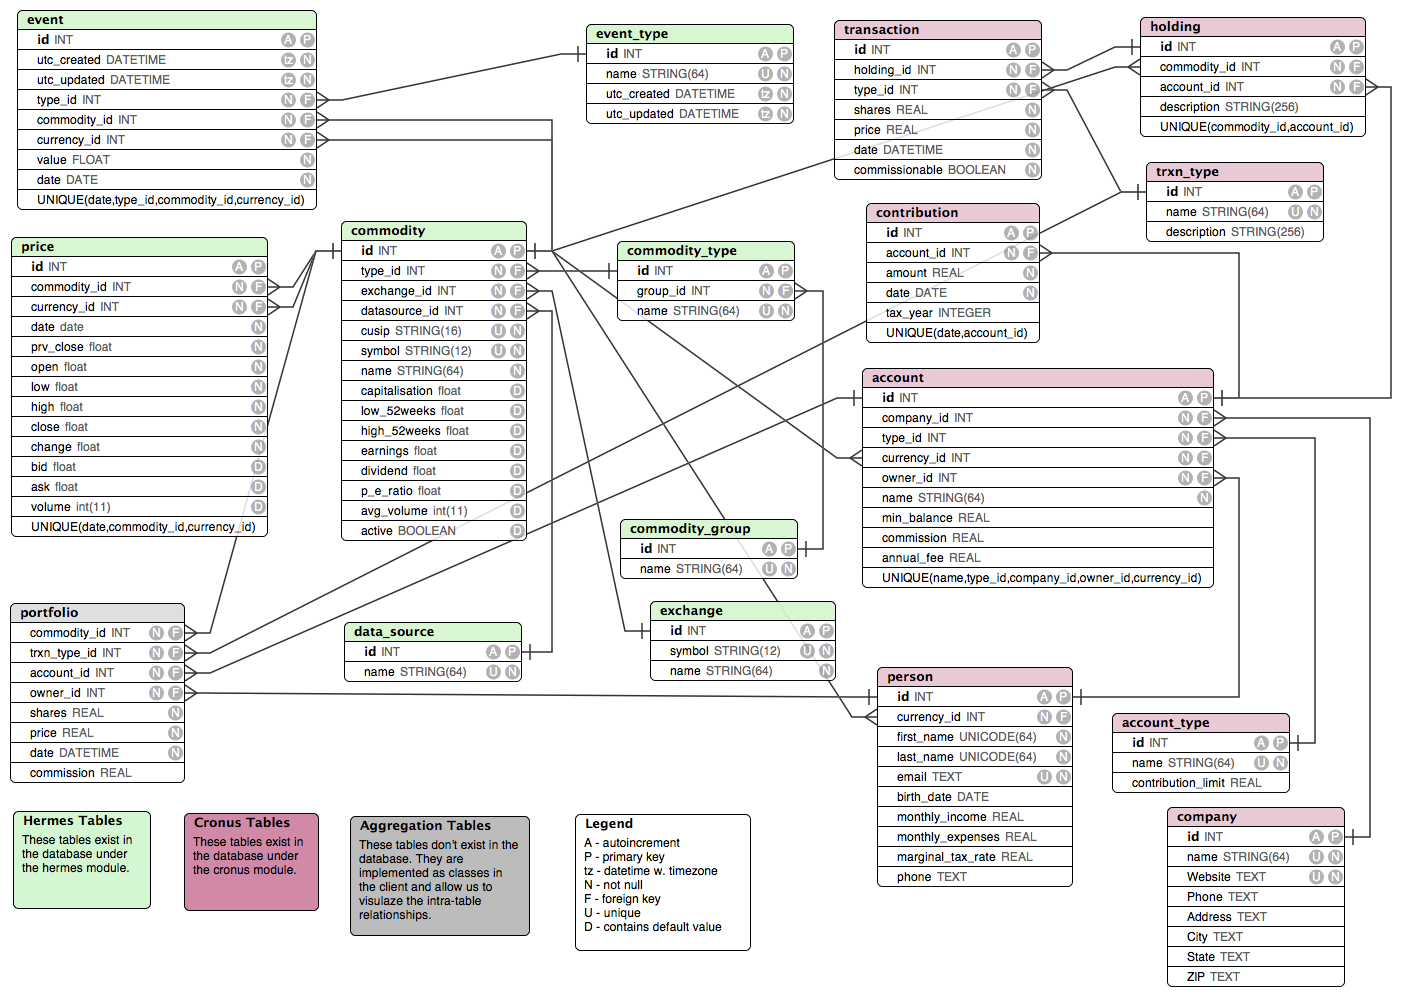 event
id INT A P
utc_created DATETIME tz N
utc_updated DATETIME tz N
type_id INT N F
commodity_id INT N F
currency_id INT N F
value FLOAT N
date DATE N
UNIQUE(date,type_id,commodity_id,currency_id)
event_type
id INT A P
name STRING(64) U N
utc_created DATETIME tz N
utc_updated DATETIME tz N
transaction
id INT A P
holding_id INT N F
type_id INT N F
shares REAL N
price REAL N
date DATETIME N
commissionable BOOLEAN N
holding
id INT A P
commodity_id INT N F
account_id INT N F
description STRING(256)
UNIQUE(commodity_id,account_id)
trxn_type
id INT A P
name STRING(64) U N
description STRING(256)
contribution
id INT A P
account_id INT N F
amount REAL N
date DATE N
tax_year INTEGER
UNIQUE(date,account_id)
price
id INT A P
commodity_id INT N F
currency_id INT N F
date date N
prv_close float N
open float N
low float N
high float N
close float N
change float N
bid float D
ask float D
volume int(11) D
UNIQUE(date,commodity_id,currency_id)
commodity
id INT A P
type_id INT N F
exchange_id INT N F
datasource_id INT N F
cusip STRING(16) U N
symbol STRING(12) U N
name STRING(64) N
capitalisation float D
low_52weeks float D
high_52weeks float D
earnings float D
dividend float D
p_e_ratio float D
avg_volume int(11) D
active BOOLEAN D
commodity_type
id INT A P
group_id INT N F
name STRING(64) U N
account
id INT A P
company_id INT N F
type_id INT N F
currency_id INT N F
owner_id INT N F
name STRING(64) N
min_balance REAL
commission REAL
annual_fee REAL
UNIQUE(name,type_id,company_id,owner_id,currency_id)
commodity_group
id INT A P
name STRING(64) U N
portfolio
commodity_id INT N F
trxn_type_id INT N F
account_id INT N F
owner_id INT N F
shares REAL N
price REAL N
date DATETIME N
commission REAL
data_source
id INT A P
name STRING(64) U N
exchange
id INT A P
symbol STRING(12) U N
name STRING(64) N
person
id INT A P
currency_id INT N F
first_name UNICODE(64) N
last_name UNICODE(64) N
email TEXT U N
birth_date DATE
monthly_income REAL
monthly_expenses REAL
marginal_tax_rate REAL
phone TEXT
account_type
id INT A P
name STRING(64) U N
contribution_limit REAL
company
id INT A P
name STRING(64) U N
Website TEXT U N
Phone TEXT
Address TEXT
City TEXT
State TEXT
ZIP TEXT
Hermes Tables
These tables exist in
the database under
the hermes module.
Cronus Tables
These tables exist in
the database under
the cronus module.
Aggregation Tables
These tables don't exist in the
database. They are
implemented as classes in
the client and allow us to
visulaze the intra-table
relationships.
Legend
A - autoincrement
P - primary key
tz - datetime w. timezone
N - not null
F - foreign key
U - unique
D - contains default value